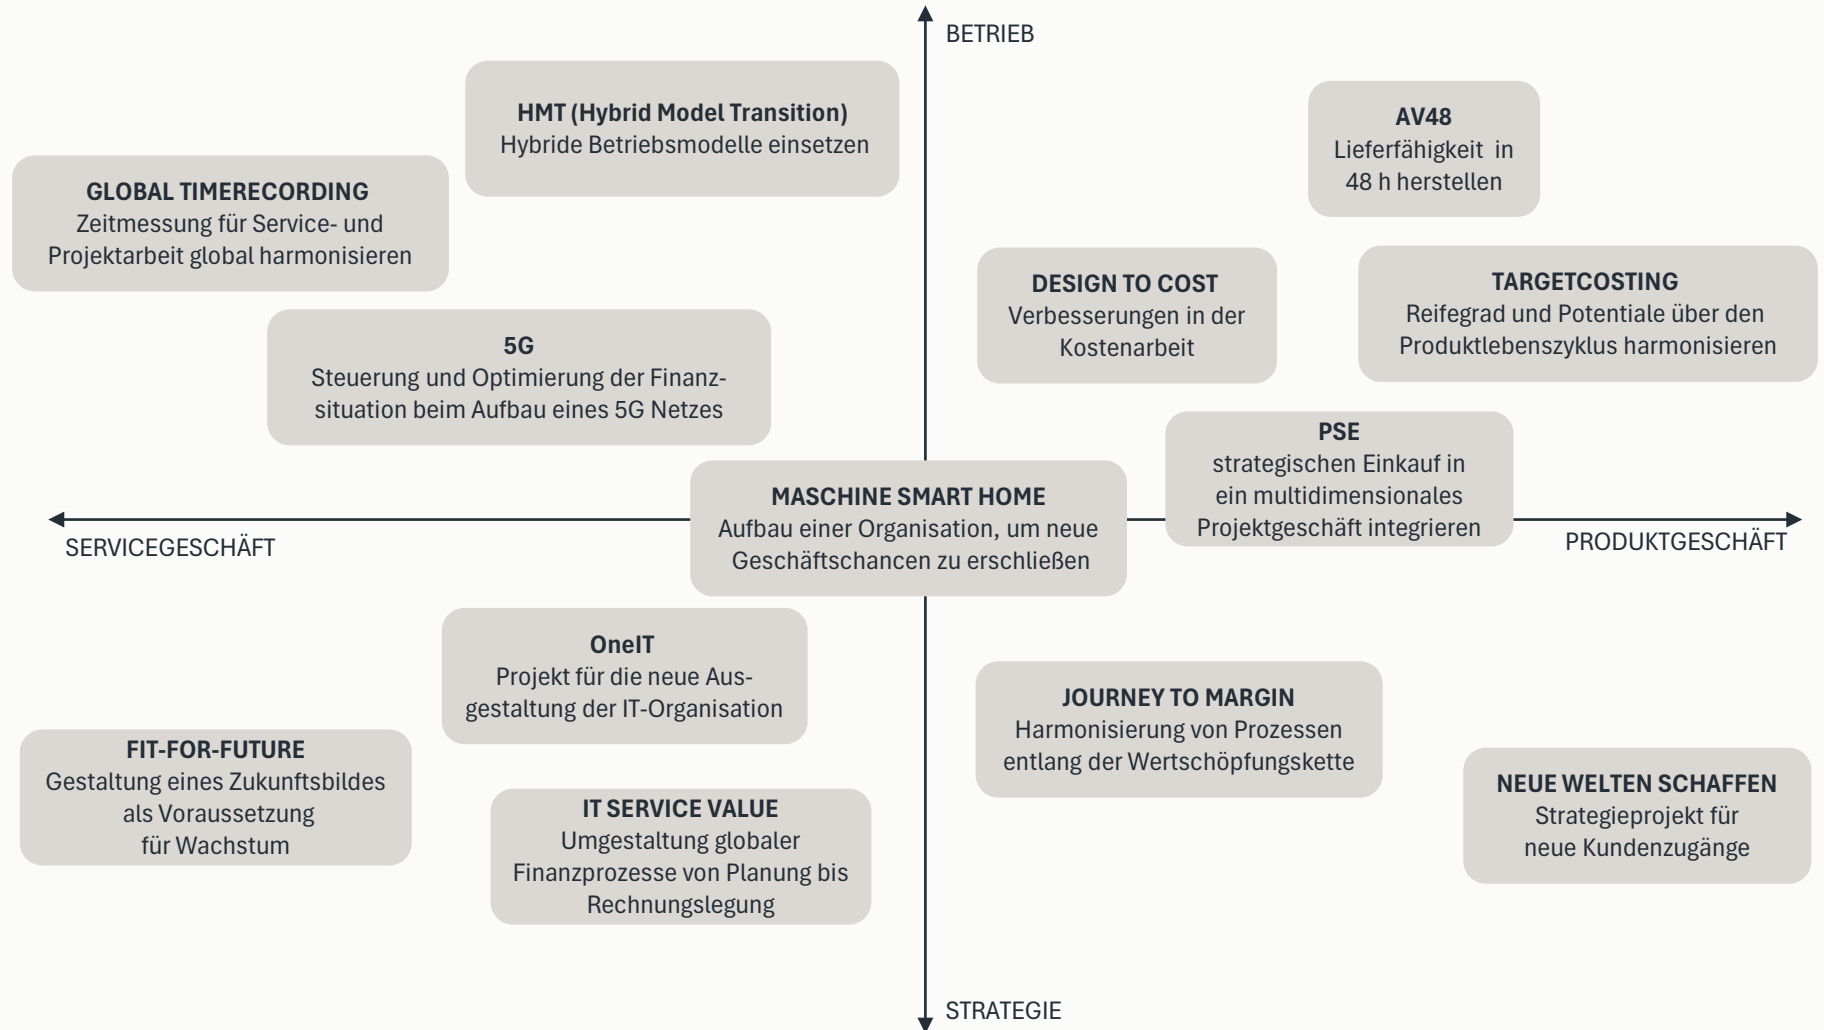 BETRIEB
HMT (Hybrid Model Transition)
Hybride Betriebsmodelle einsetzen
AV48
Lieferfähigkeit  in
48 h herstellen
GLOBAL TIMERECORDING
Zeitmessung für Service- und
Projektarbeit global harmonisieren
DESIGN TO COST
Verbesserungen in der
Kostenarbeit
TARGETCOSTING
Reifegrad und Potentiale über den
Produktlebenszyklus harmonisieren
5G
Steuerung und Optimierung der Finanz-
situation beim Aufbau eines 5G Netzes
PSE
strategischen Einkauf in
ein multidimensionales
Projektgeschäft integrieren
MASCHINE SMART HOME
Aufbau einer Organisation, um neue
Geschäftschancen zu erschließen
SERVICEGESCHÄFT
PRODUKTGESCHÄFT
OneIT
Projekt für die neue Aus-
gestaltung der IT-Organisation
JOURNEY TO MARGIN
Harmonisierung von Prozessen
entlang der Wertschöpfungskette
FIT-FOR-FUTURE
Gestaltung eines Zukunftsbildes
als Voraussetzung
für Wachstum
NEUE WELTEN SCHAFFEN
Strategieprojekt für
neue Kundenzugänge
IT SERVICE VALUE
Umgestaltung globaler
Finanzprozesse von Planung bis
Rechnungslegung
STRATEGIE